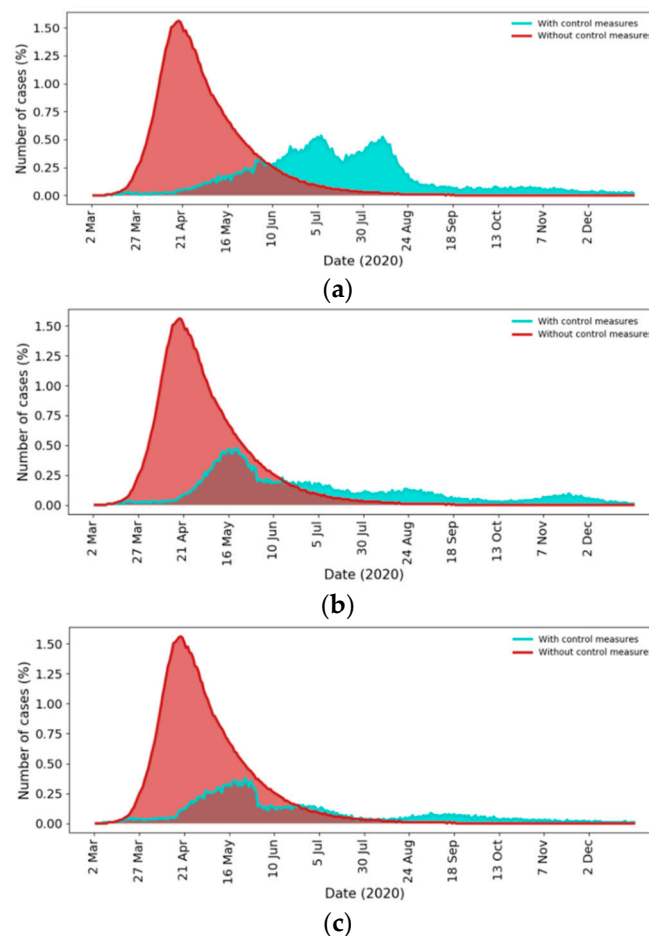 1.50
1.25
1.00
0.75
0.50
0.25
0.00
Number of cases (%)
With control measures
Without control measures
2 Mar
27 Mar
21 Apr
16 May
10 Jun
5 Jul
30 Jul
24 Aug
18 Sep
13 Oct
7 Nov
2 Dec
Date (2020)
(a)
1.50
1.25
1.00
0.75
0.50
0.25
0.00
Number of cases (%)
With control measures
Without control measures
2 Mar
27 Mar
21 Apr
16 May
10 Jun
5 Jul
30 Jul
24 Aug
18 Sep
13 Oct
7 Nov
2 Dec
Date (2020)
(b)
1.50
1.25
1.00
0.75
0.50
0.25
0.00
Number of cases (%)
With control measures
Without control measures
2 Mar
27 Mar
21 Apr
16 May
10 Jun
5 Jul
30 Jul
24 Aug
18 Sep
13 Oct
7 Nov
2 Dec
Date (2020)
(c)